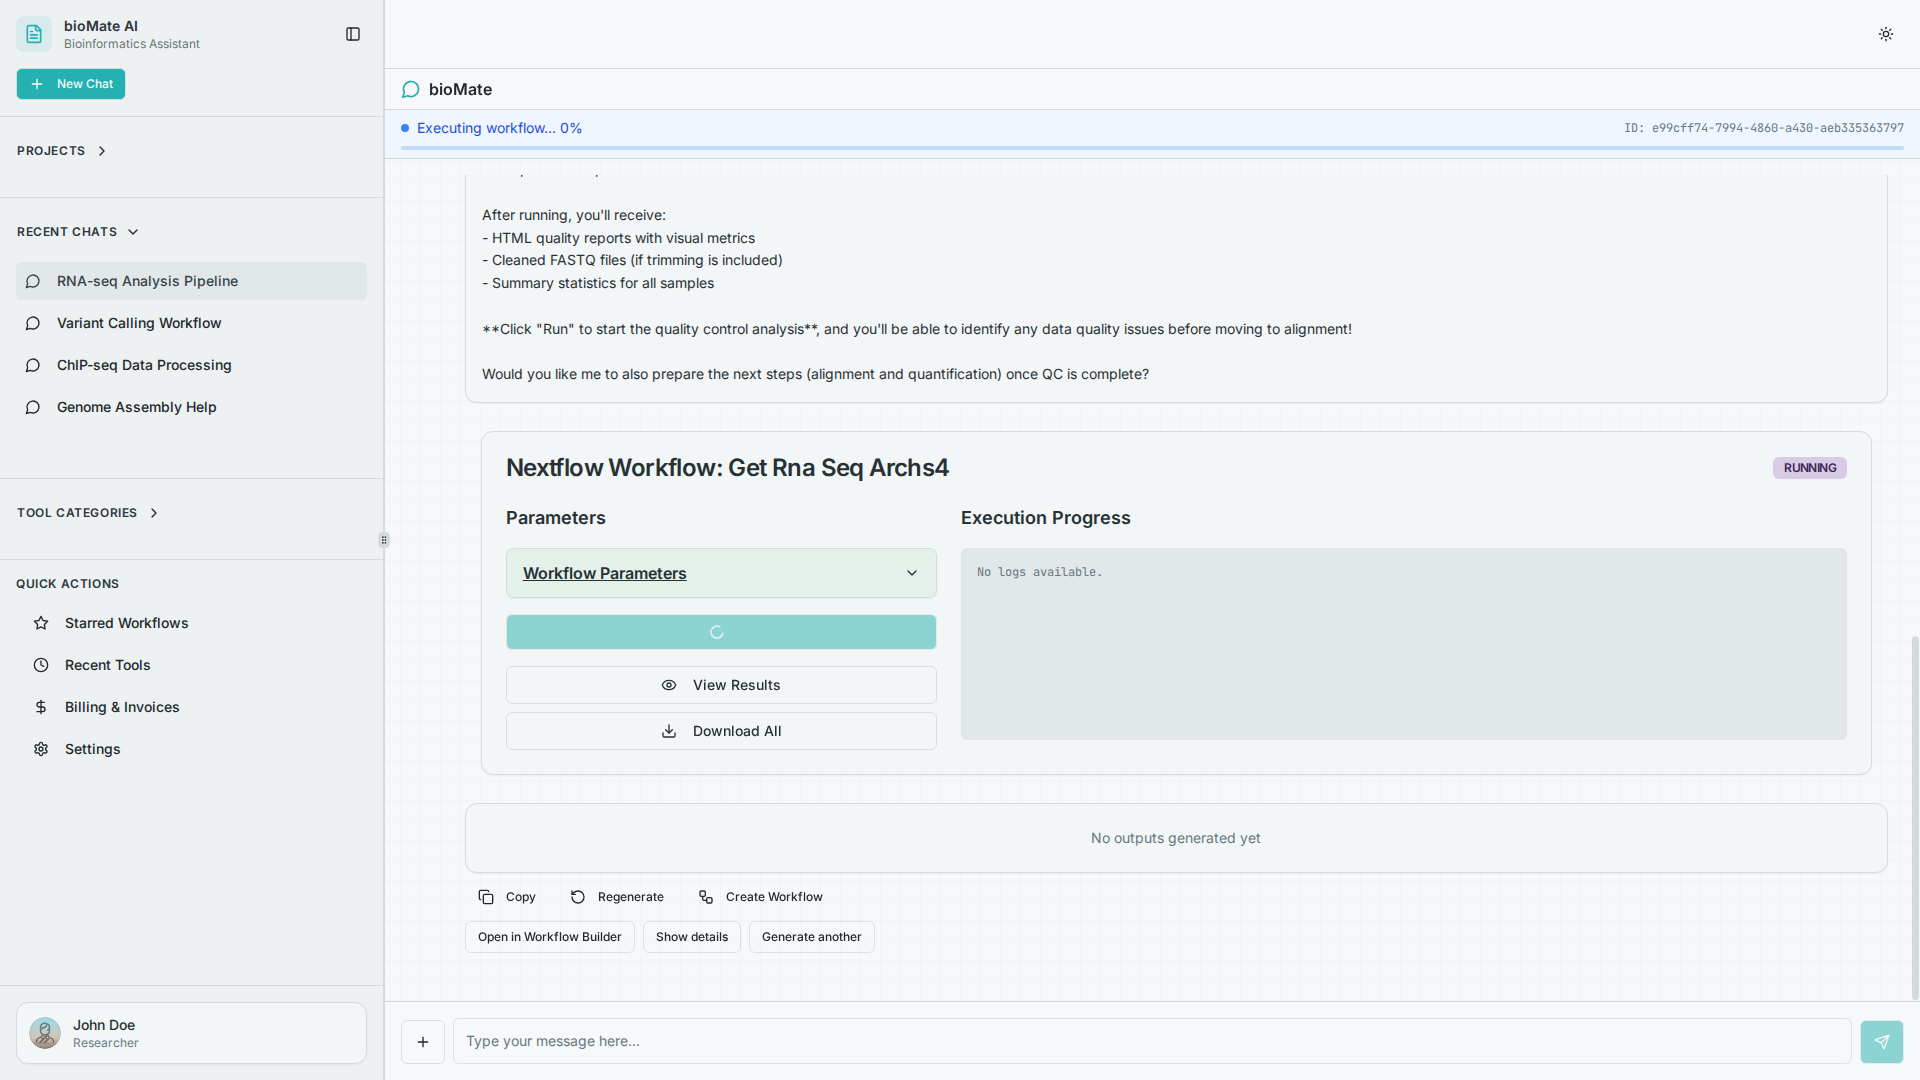 bioMate AI
Bioinformatics Assistant
New Chat
PROJECTS
RECENT CHATS
RNA-seq Analysis Pipeline
Variant Calling Workflow
ChIP-seq Data Processing
Genome Assembly Help
TOOL CATEGORIES
QUICK ACTIONS
Starred Workflows
Recent Tools
Billing & Invoices
Settings
John Doe
Researcher
bioMate
Executing workflow... 0%
ID: e99cff74-7994-4860-a430-aeb335363797
After running, you'll receive:
- HTML quality reports with visual metrics
- Cleaned FASTQ files (if trimming is included)
- Summary statistics for all samples
**Click "Run" to start the quality control analysis**, and you'll be able to identify any data quality issues before moving to alignment!
Would you like me to also prepare the next steps (alignment and quantification) once QC is complete?
Nextflow Workflow: Get Rna Seq Archs4
RUNNING
Parameters
Workflow Parameters
View Results
Download All
Execution Progress
No logs available.
No outputs generated yet
Copy
Regenerate
Create Workflow
Open in Workflow Builder
Show details
Generate another
Type your message here...